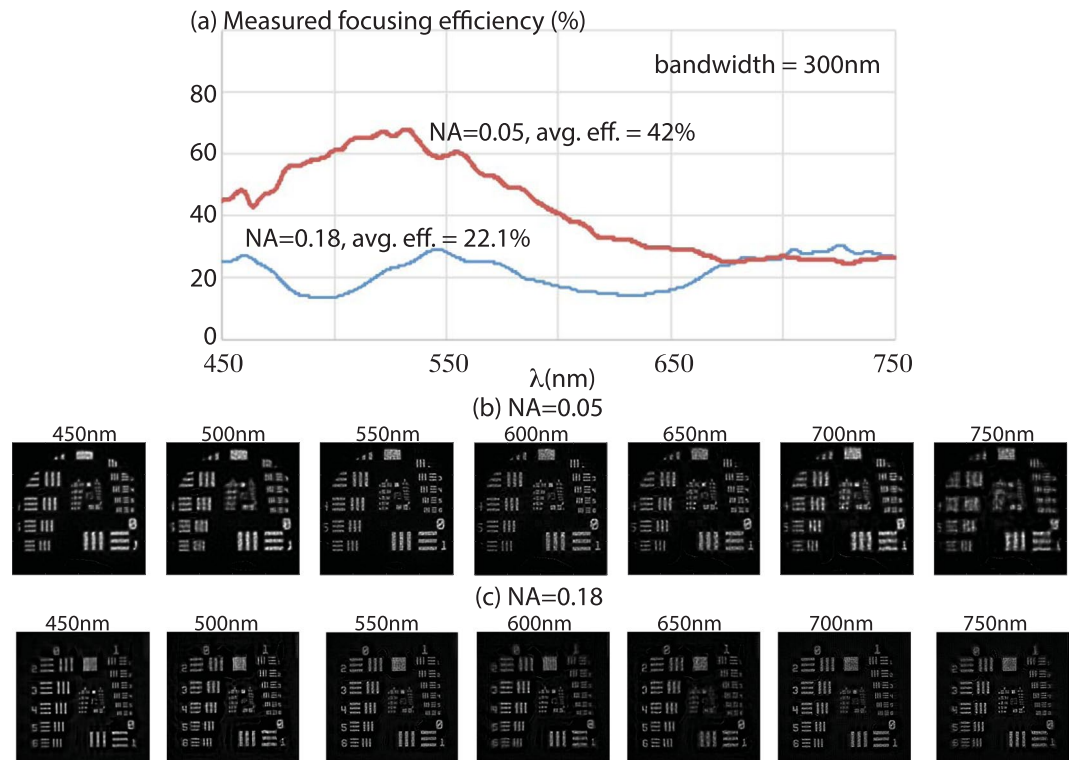 (a) Measured focusing efficiency (%)
bandwidth = 300nm
80
NA=0.05, avg. eff. = 42%
60
40
NA=0.18, avg. eff. = 22.1%
20
0
450 550 650 750
λ(nm)
(b) NA=0.05
450nm 500nm 550nm 600nm 650nm 700nm 750nm
(c) NA=0.18
450nm 500nm 550nm 600nm 650nm 700nm 750nm